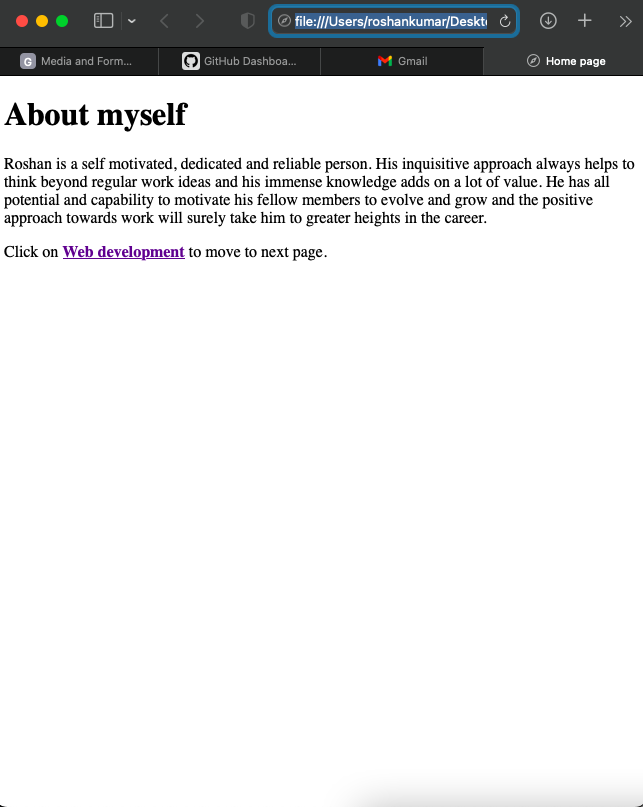 file:///Users/roshankumar/Deskt
G Media and Form...
GitHub Dashboa...
Gmail
Home page
About myself
Roshan is a self motivated, dedicated and reliable person. His inquisitive approach always helps to
think beyond regular work ideas and his immense knowledge adds on a lot of value. He has all
potential and capability to motivate his fellow members to evolve and grow and the positive
approach towards work will surely take him to greater heights in the career.
Click on Web development to move to next page.